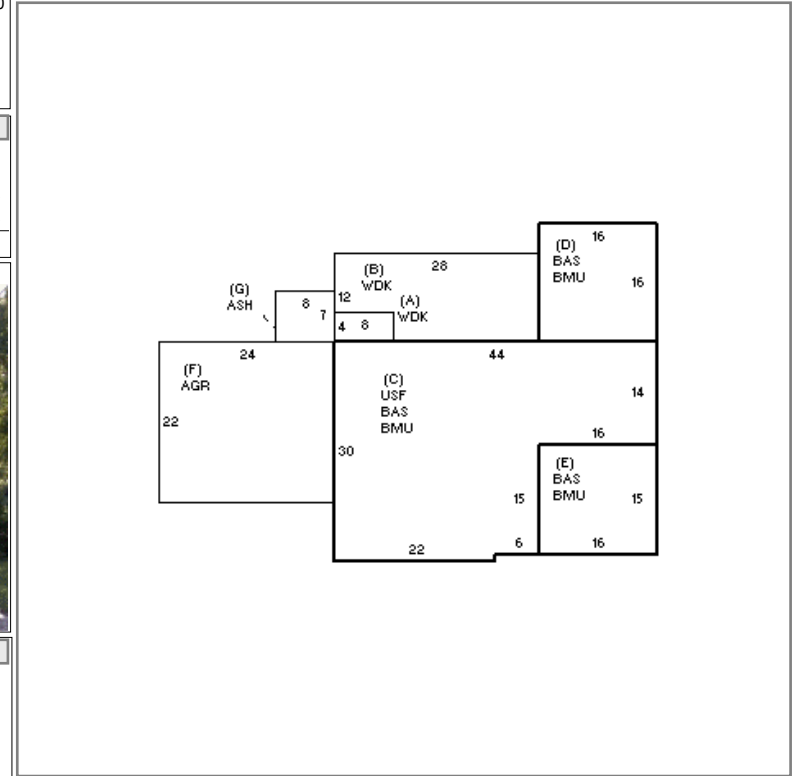 16
(D)
BAS
BMU
16
28
(B)
WDK
12
(A)
WDK
4 8
(G)
ASH
8
7
24
(F)
AGR
22
44
(C)
USF
BAS
BMU
14
16
30
(E)
BAS
BMU
15
15
6
16
22